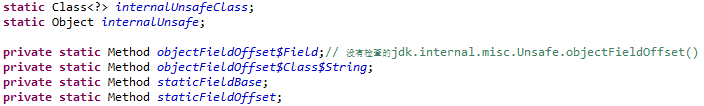 static Class<?> internalUnsafeClass;
static Object internalUnsafe;
private static Method objectFieldOffset$Field;// 没有检查的jdk.internal.misc.Unsafe.objectFieldOffset()
private static Method objectFieldOffset$Class$String;
private static Method staticFieldBase;
private static Method staticFieldOffset;